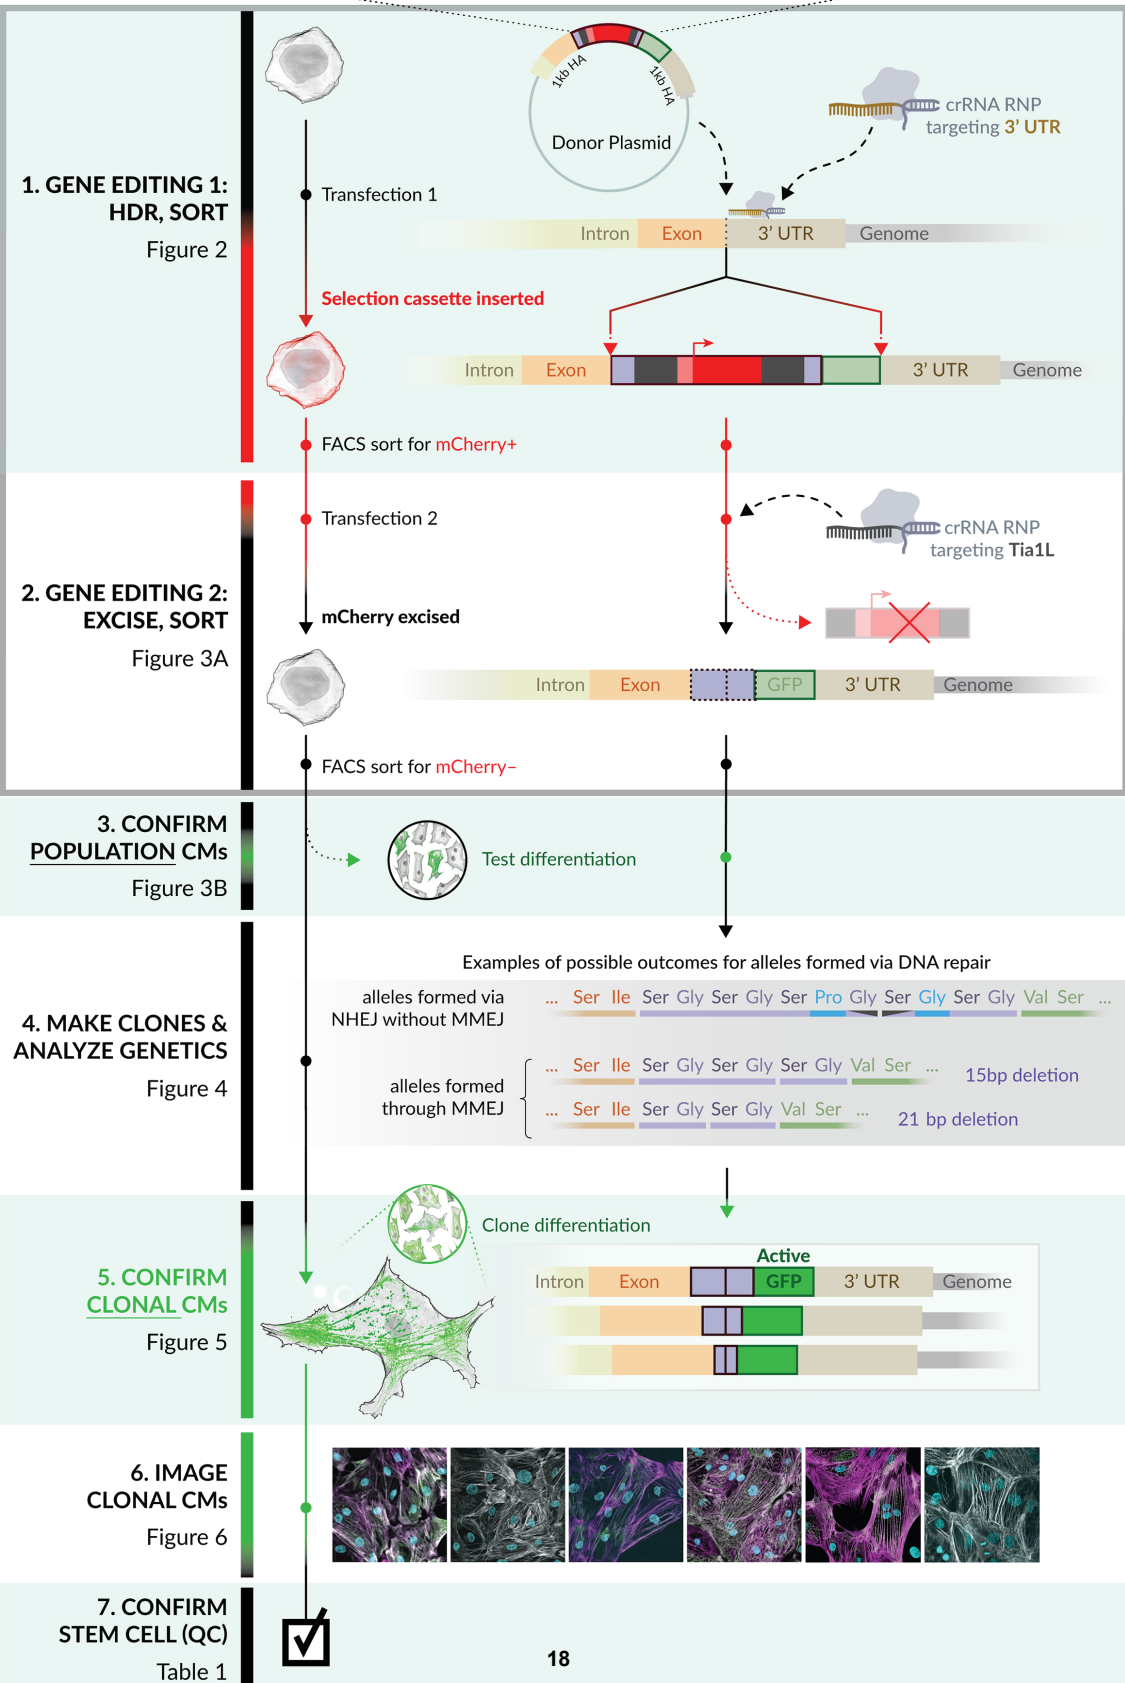 1kb HA
1kb HA
Donor Plasmid
crRNA RNP
targeting 3’ UTR
1. GENE EDITING 1:
HDR, SORT
Figure 2
Transfection 1
Intron Exon 3’ UTR Genome
Selection cassette inserted
Intron Exon 3’ UTR Genome
FACS sort for mCherry+
2. GENE EDITING 2:
EXCISE, SORT
Figure 3A
Transfection 2
crRNA RNP
targeting Tia1L
mCherry excised
Intron Exon GFP 3’ UTR Genome
FACS sort for mCherry–
3. CONFIRM
POPULATION CMs
Figure 3B
Test differentiation
4. MAKE CLONES &
ANALYZE GENETICS
Figure 4
Examples of possible outcomes for alleles formed via DNA repair
alleles formed via
NHEJ without MMEJ
... Ser Ile Ser Gly Ser Gly Ser Pro Gly Ser Gly Ser Gly Val Ser ...
alleles formed
through MMEJ
... Ser Ile Ser Gly Ser Gly Ser Gly Val Ser ...
15bp deletion
... Ser Ile Ser Gly Ser Gly Val Ser ...
21 bp deletion
5. CONFIRM
CLONAL CMs
Figure 5
Clone differentiation
Active
Intron Exon GFP 3’ UTR Genome
6. IMAGE
CLONAL CMs
Figure 6
7. CONFIRM
STEM CELL (QC)
Table 1
18